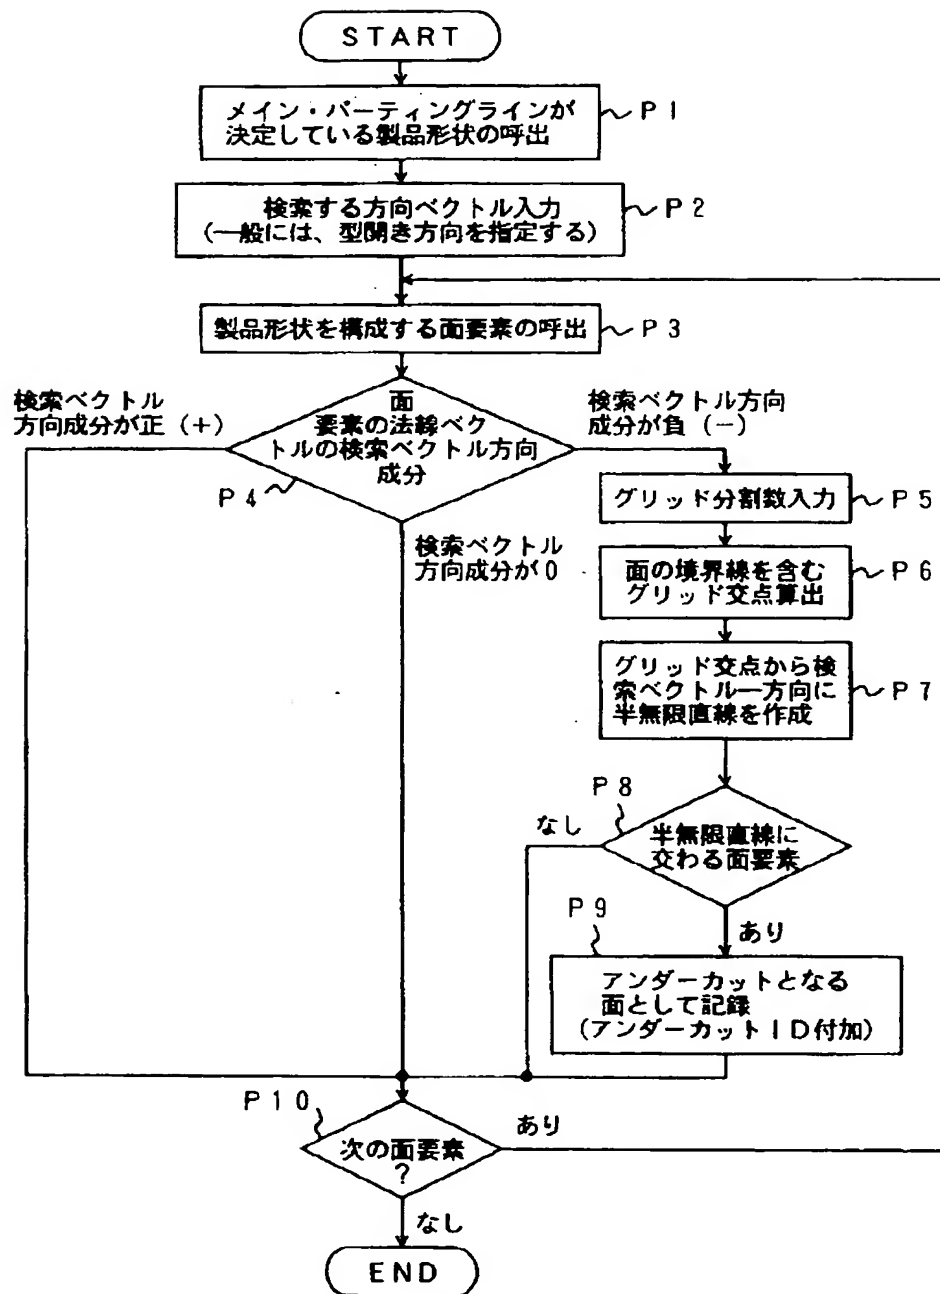 START
メイン・パーティングラインが
決定している製品形状の呼出
P1
検索する方向ベクトル入力
(一般には、型開き方向を指定する)
P2
製品形状を構成する面要素の呼出
P3
検索ベクトル
方向成分が正 (+)
面
要素の法線ベク
トルの検索ベクトル方向
成分
P4
検索ベクトル方向
成分が負 (−)
検索ベクトル
方向成分が0
グリッド分割数入力
P5
面の境界線を含む
グリッド交点算出
P6
グリッド交点から検
索ベクトル−方向に
半無限直線を作成
P7
P8
なし
半無限直線に
交わる面要素
あり
P9
アンダーカットとなる
面として記録
(アンダーカットID付加)
P10
次の面要素
?
あり
なし
END